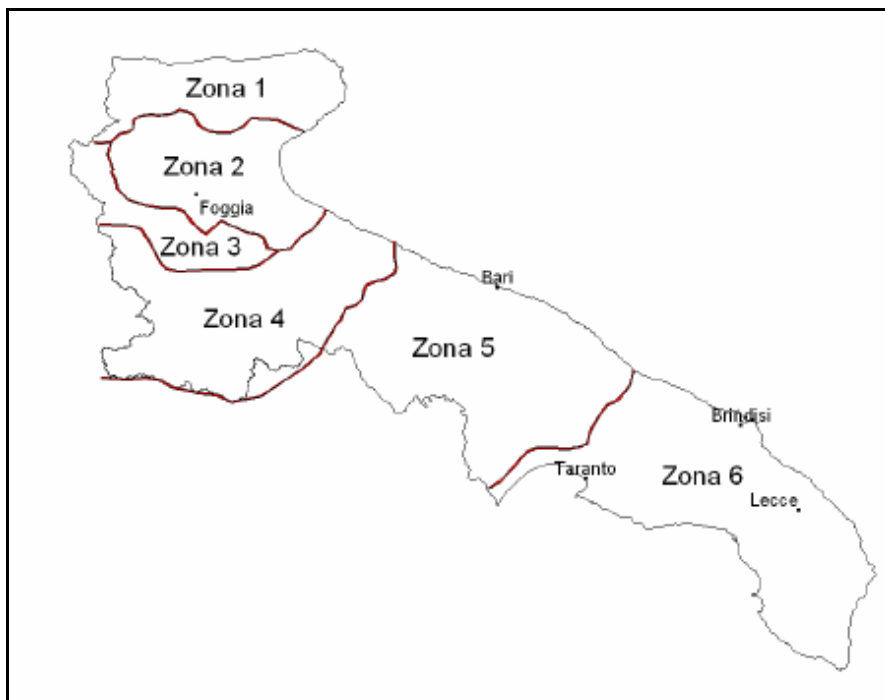 Zona 1
Zona 2
Foggia
Zona 3
Bari
Zona 4
Zona 5
Brindisi
Taranto
Zona 6
Lecce